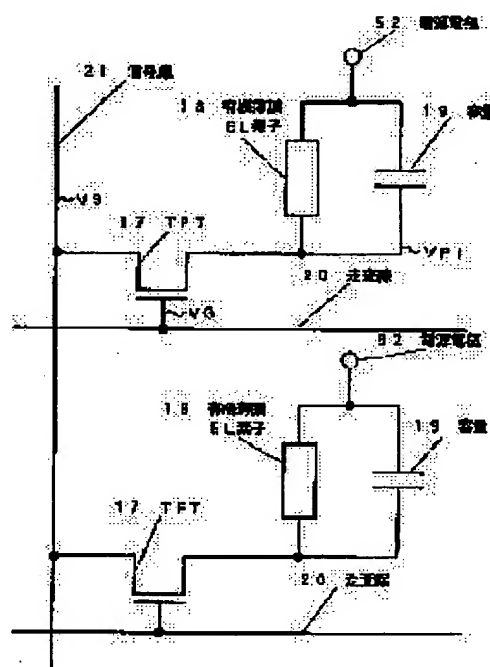 52 電源電位
21 信号線
18 有機薄膜
EL素子
19 容量
VS
17 TFT
VPI
20 走査線
VG
52 電源電位
18 有機薄膜
EL素子
19 容量
17 TFT
20 走査線